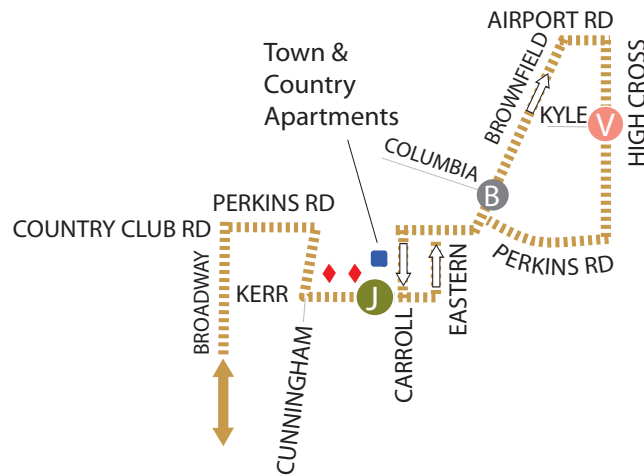 AIRPORT RD
Town &
Country
Apartments
BROWNFIELD
HIGH CROSS
KYLE
V
COLUMBIA
B
PERKINS RD
COUNTRY CLUB RD
PERKINS RD
BROADWAY
KERR
J
EASTERN
CARROLL
CUNNINGHAM